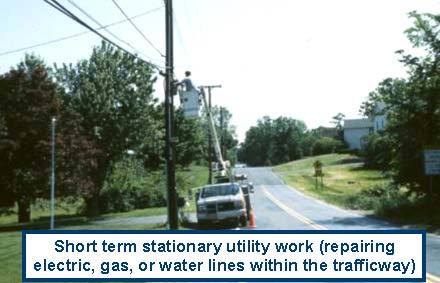 Short term stationary utility work (repairing
electric, gas, or water lines within the trafficway)